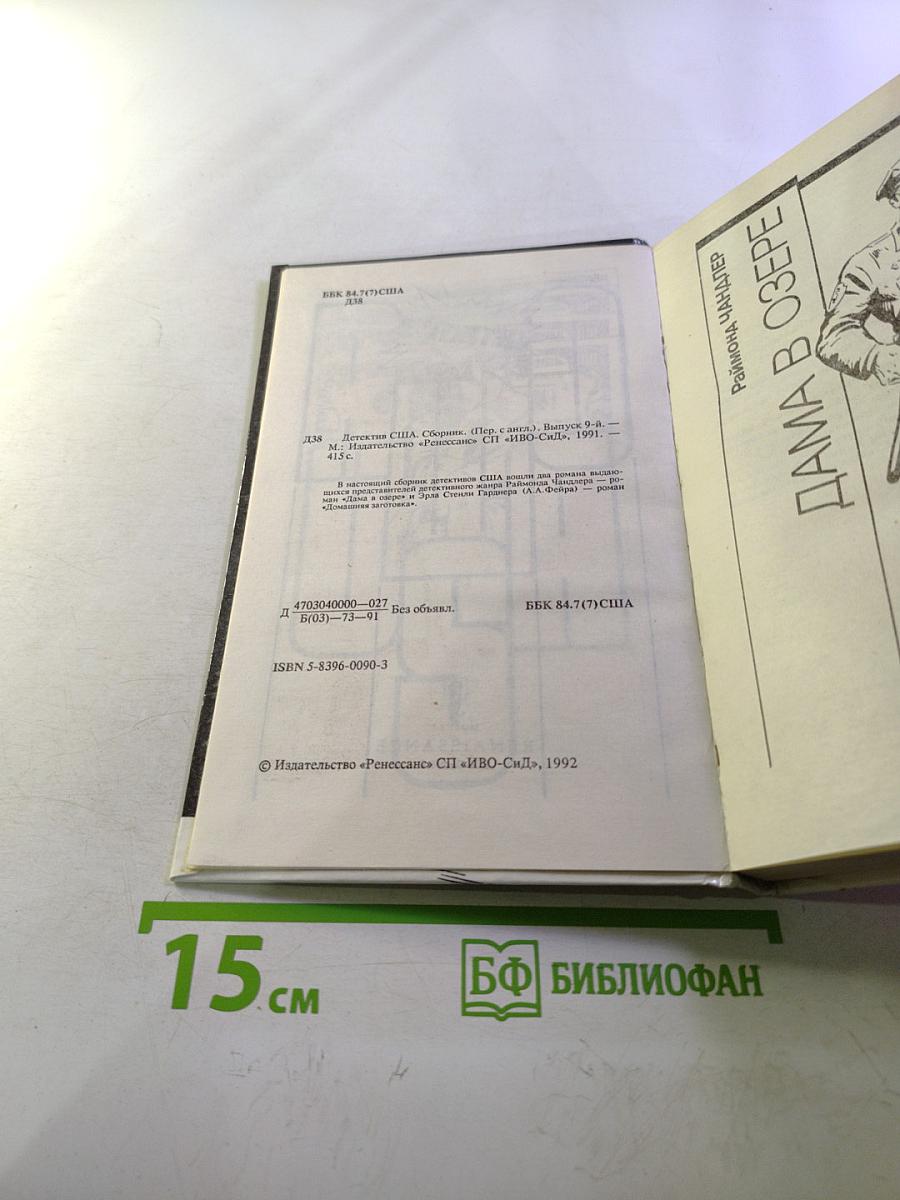 ББК 84.7(7)США
Д38
Д38 Детектив США. Сборник. (Пер. с англ.). Выпуск 9-й. —
М.: Издательство «Ренессанс» СП «ИВО-СиД», 1991. —
415 с.
В настоящий сборник детективов США вошли два романа выдаю-
щихся представителей детективного жанра Раймонда Чандлера — ро-
ман «Дама в озере» и Эрла Стенли Гарднера (А.А.Фейра) — роман
«Домашняя заготовка».
Д 4703040000—027 Без объявл.
Б(03)—73—91
ББК 84.7(7)США
ISBN 5-8396-0090-3
© Издательство «Ренессанс» СП «ИВО-СиД», 1992
Раймонд ЧАНДЛЕР
ДАМА В ОЗЕРЕ
15 см
БФ БИБЛИОФАН